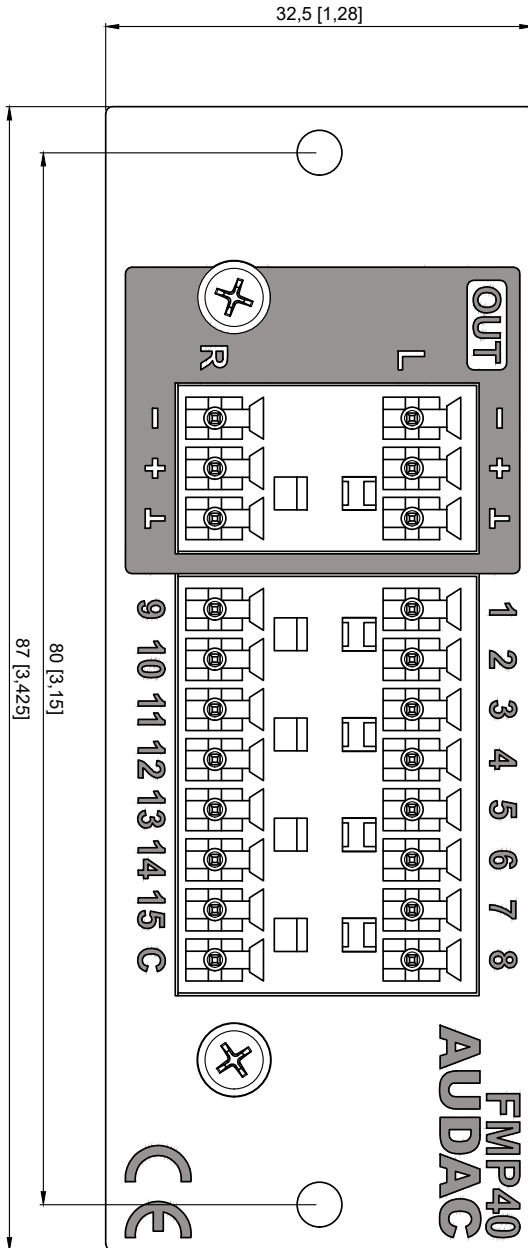 32,5 [1,28]
87 [3,425]
80 [3,15]
OUT
L
R
- + ⊥
- + ⊥
1 2 3 4 5 6 7 8
9 10 11 12 13 14 15 C
FMP40
AUDAC
CE